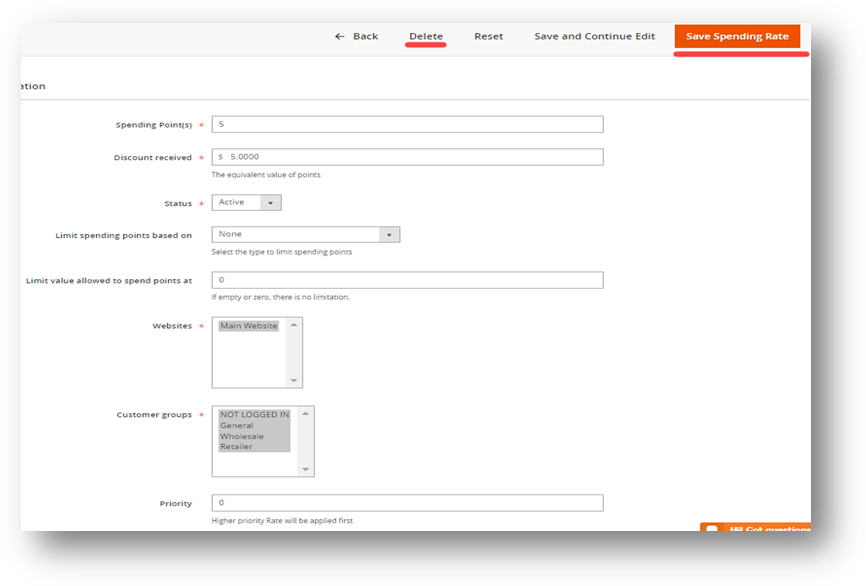 ← Back Delete Reset Save and Continue Edit Save Spending Rate
ation
Spending Point(s) * 5
Discount received * $ 5.0000
The equivalent value of points
Status * Active
Limit spending points based on None
Select the type to limit spending points
Limit value allowed to spend points at 0
If empty or zero, there is no limitation.
Websites * Main Website
Customer groups * NOT LOGGED IN
General
Wholesale
Retailer
Priority 0
Higher priority Rate will be applied first
Hi! Got questions